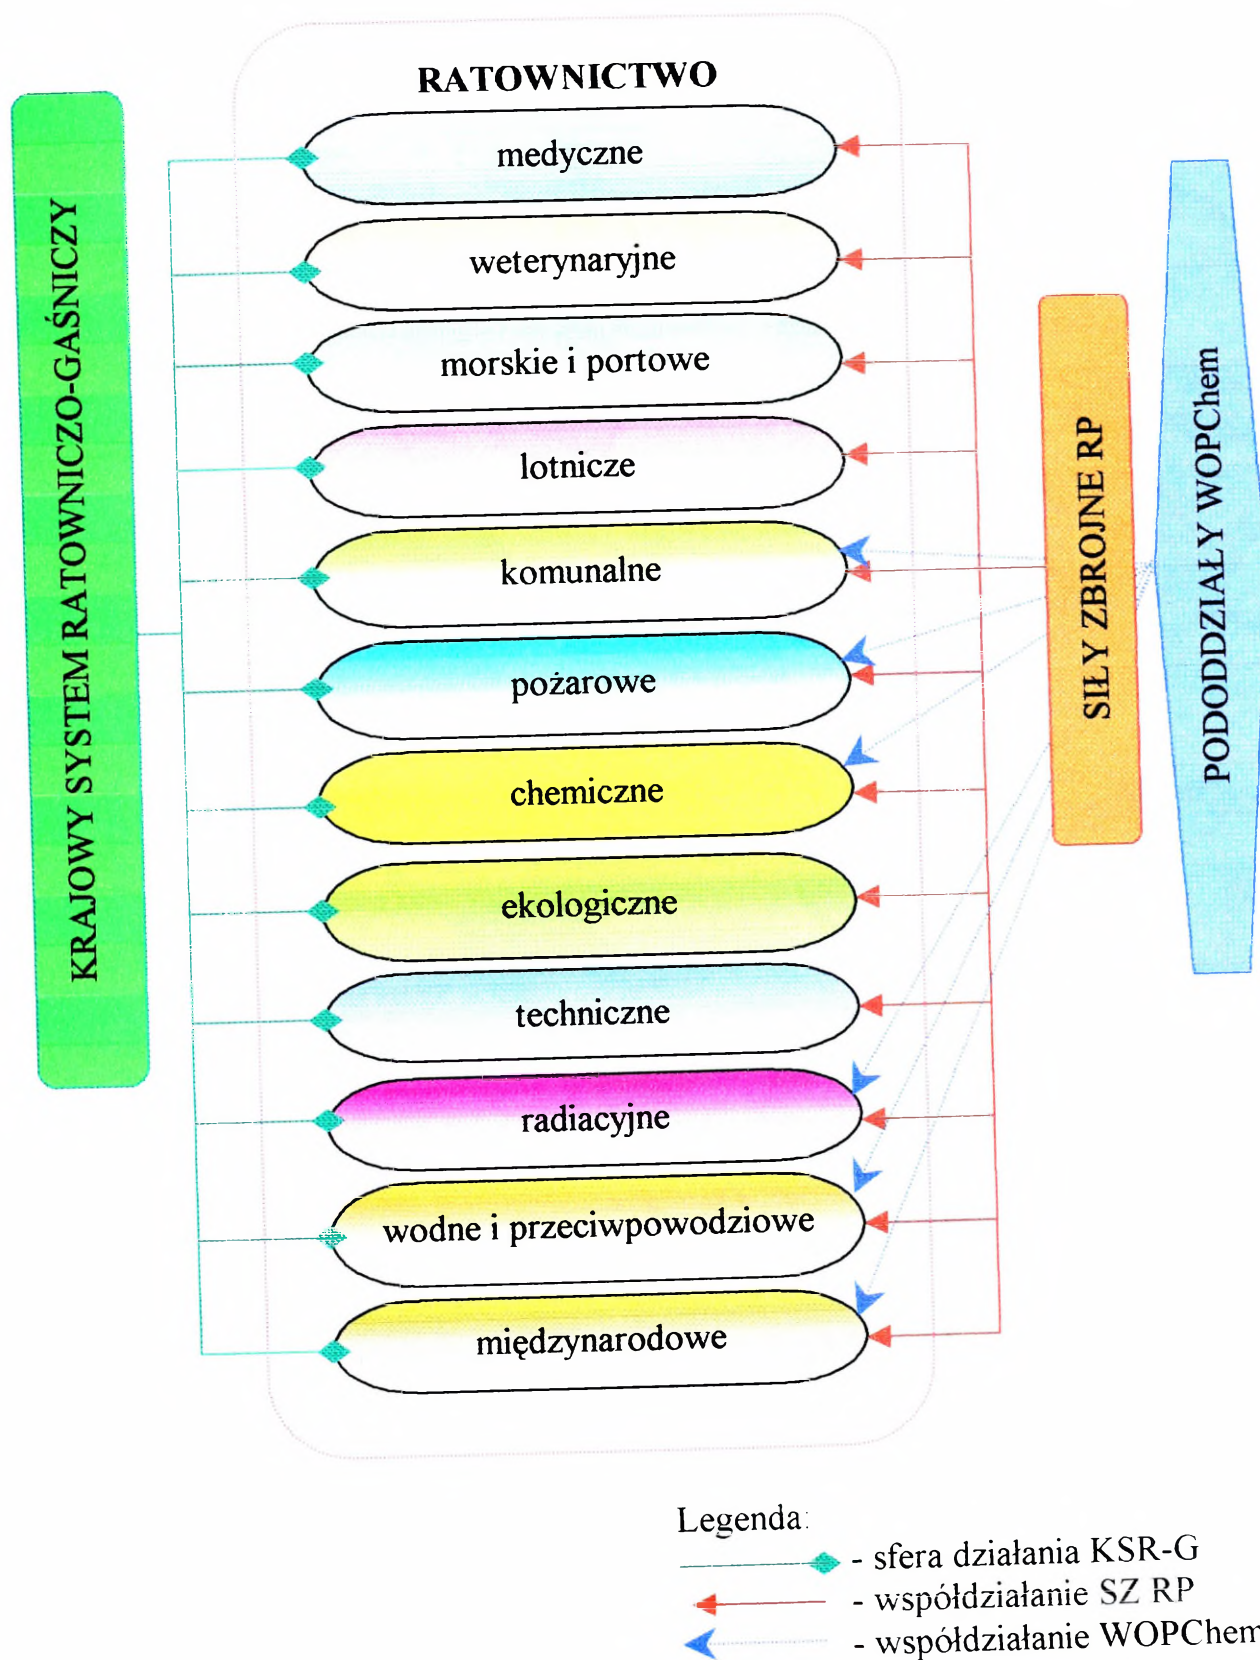 RATOWNICTWO
KRAJOWY SYSTEM RATOWNICZO-GAŚNICZY
medyczne
weterynaryjne
morskie i portowe
lotnicze
komunalne
pożarowe
chemiczne
ekologiczne
techniczne
radiacyjne
wodne i przeciwpowodziowe
międzynarodowe
SIŁY ZBROJNE RP
PODODDZIAŁY WOPChem
Legenda:
- sfera działania KSR-G
- współdziałanie SZ RP
- współdziałanie WOPChem